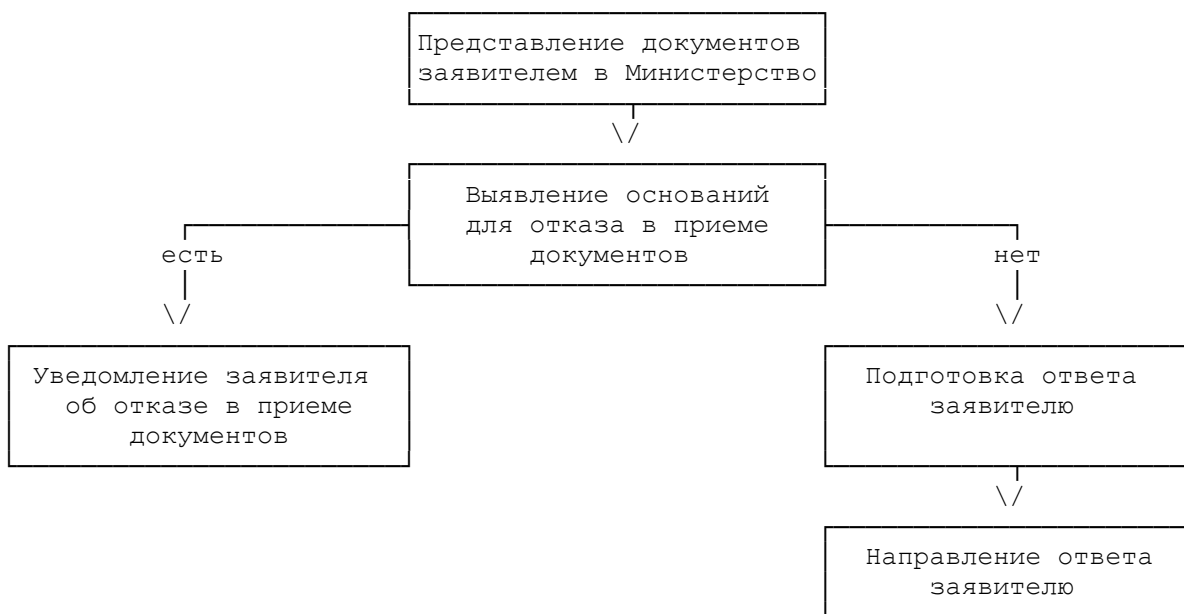 Представление документов
заявителем в Министерство
\/
Выявление оснований
для отказа в приеме
документов
есть
нет
\/
\/
Уведомление заявителя
об отказе в приеме
документов
Подготовка ответа
заявителю
\/
Направление ответа
заявителю